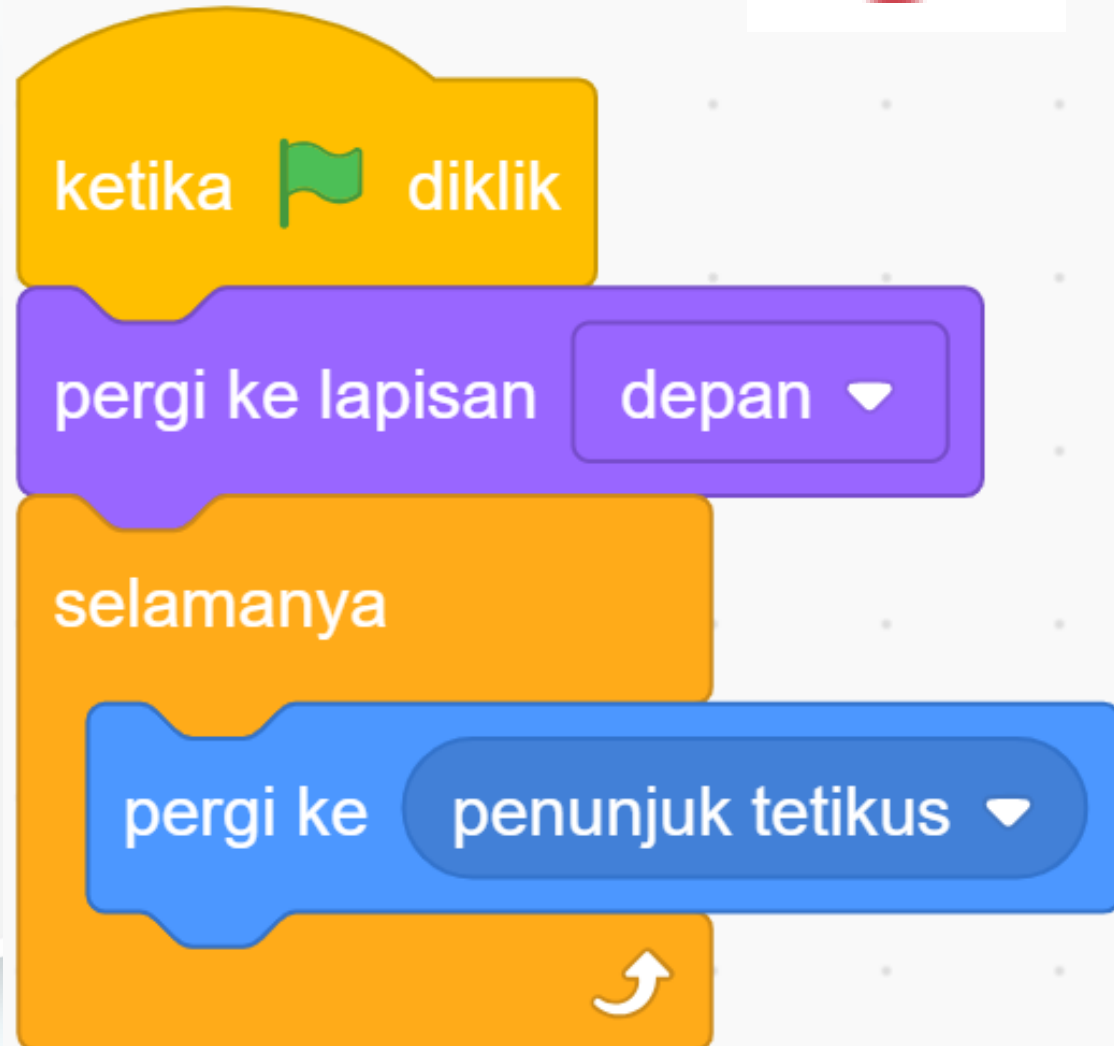 ketika diklik
pergi ke lapisan depan
selamanya
pergi ke penunjuk tetikus